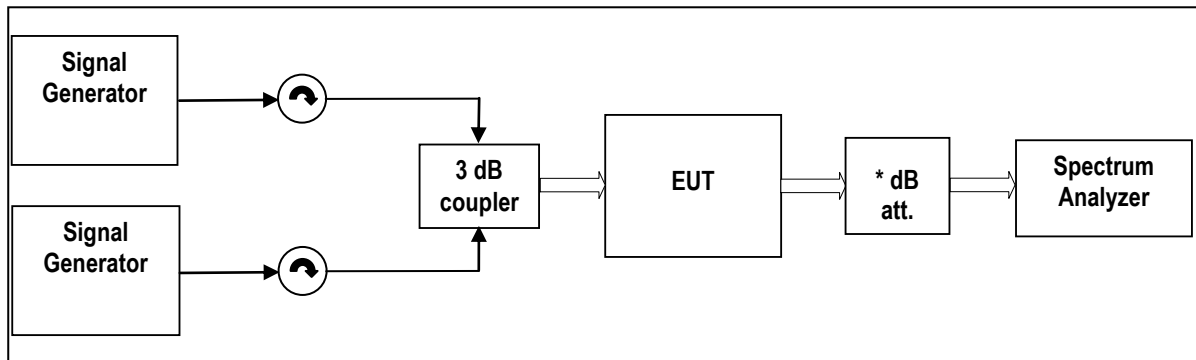 Signal
Generator
3 dB
coupler
EUT
* dB
att.
Spectrum
Analyzer
Signal
Generator